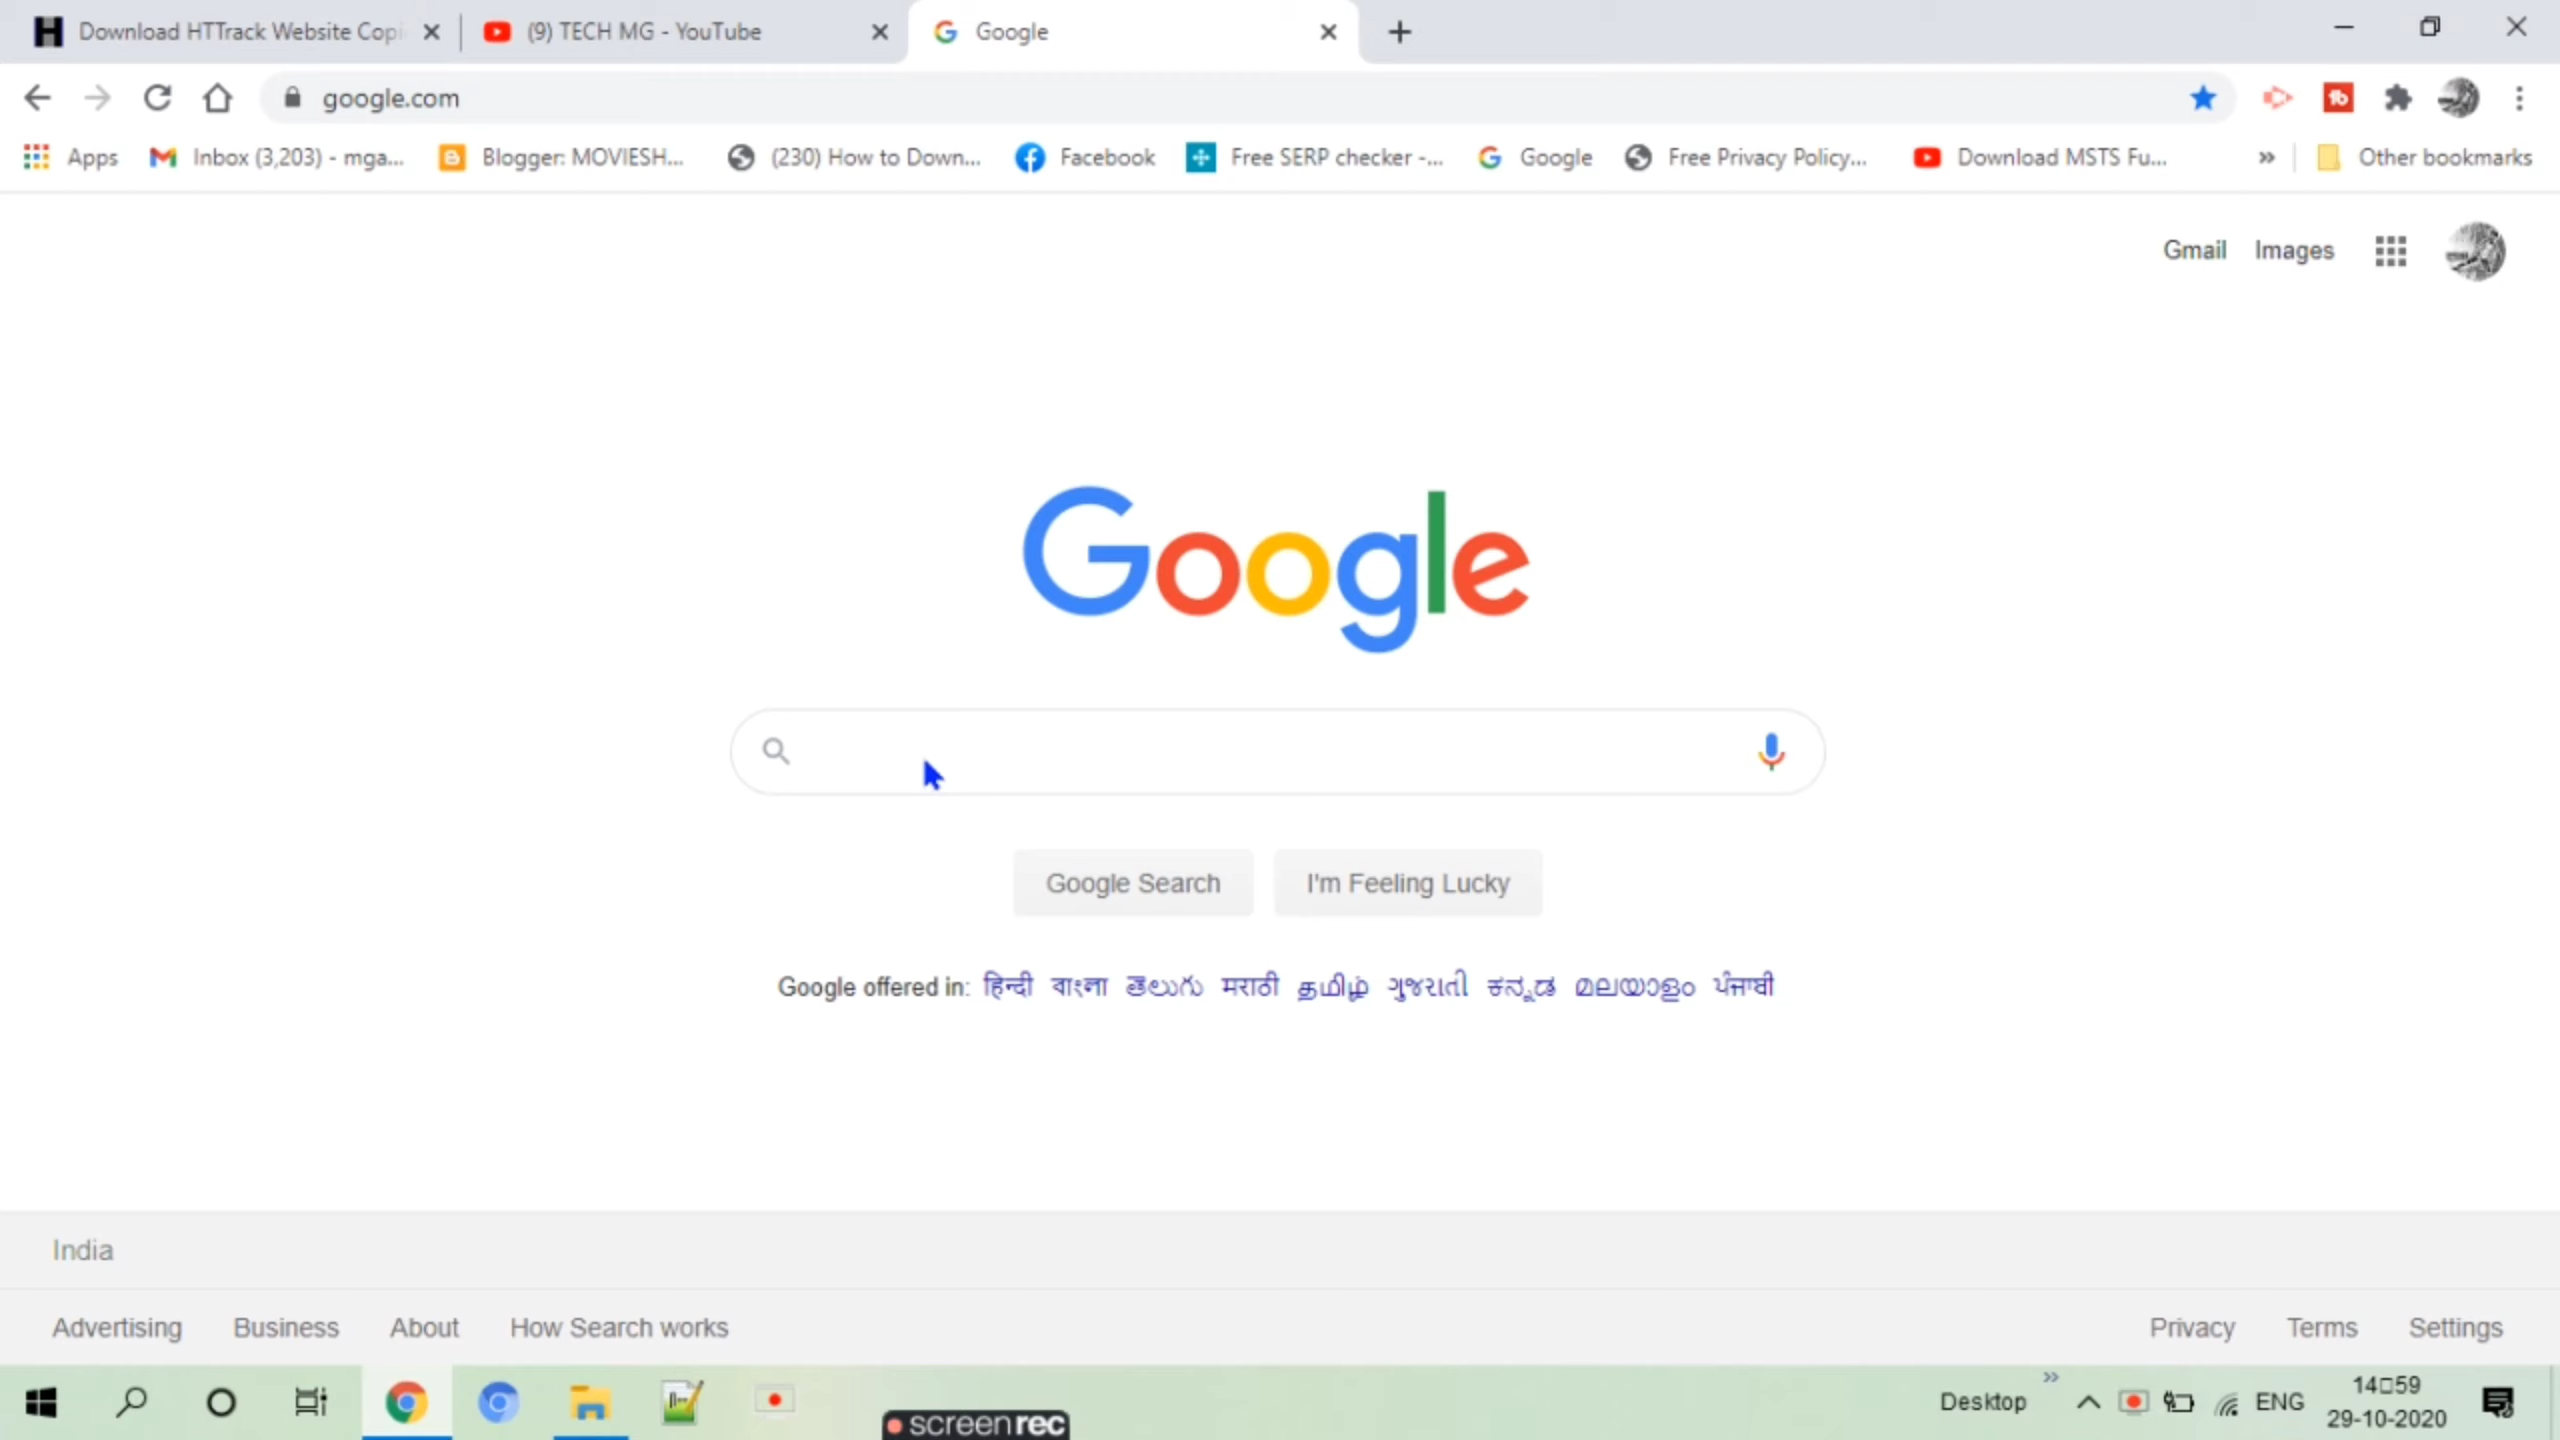 Download HTTrack Website Copi
(9) TECH MG - YouTube
Google
google.com
Apps
Inbox (3,203) - mga...
Blogger: MOVIESH...
(230) How to Down...
Facebook
Free SERP checker -...
Google
Free Privacy Policy...
Download MSTS Fu...
Other bookmarks
Gmail
Images
Google
Google Search
I'm Feeling Lucky
Google offered in: हिन्दी বাংলা తెలుగు मराठी தமிழ் ગુજરાતી ಕನ್ನಡ മലയാളം ਪੰਜਾਬੀ
India
Advertising
Business
About
How Search works
Privacy
Terms
Settings
screenrec
Desktop
ENG
14□59
29-10-2020